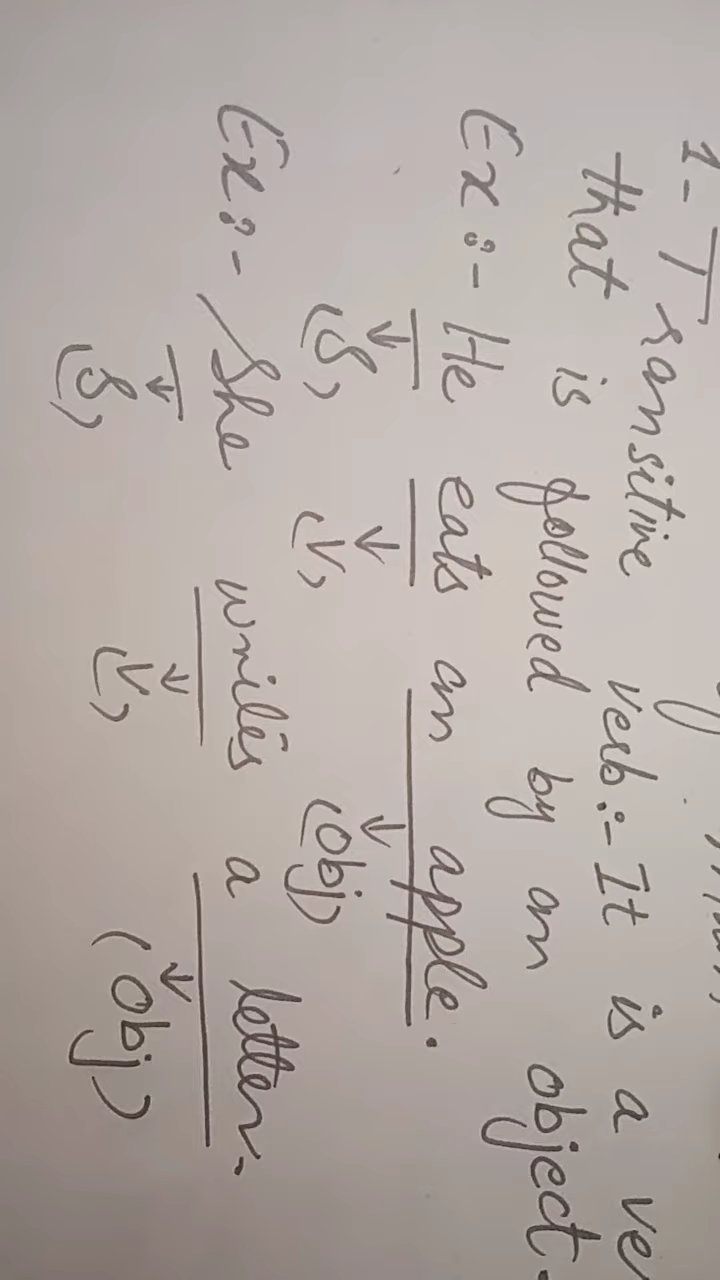 1- Transitive verb:- It is a ve
that is followed by an object-
Ex:- He eats an apple.
(S) (V) (Obj)
Ex:- She writes a letter.
(S) (V) (Obj)